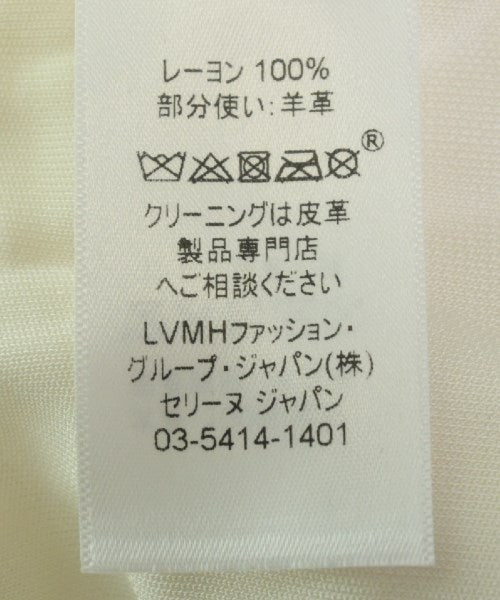 レーヨン 100%
部分使い: 羊革
®
クリーニングは皮革
製品専門店
へご相談ください
LVMHファッション・
グループ・ジャパン(株)
セリーヌ ジャパン
03-5414-1401